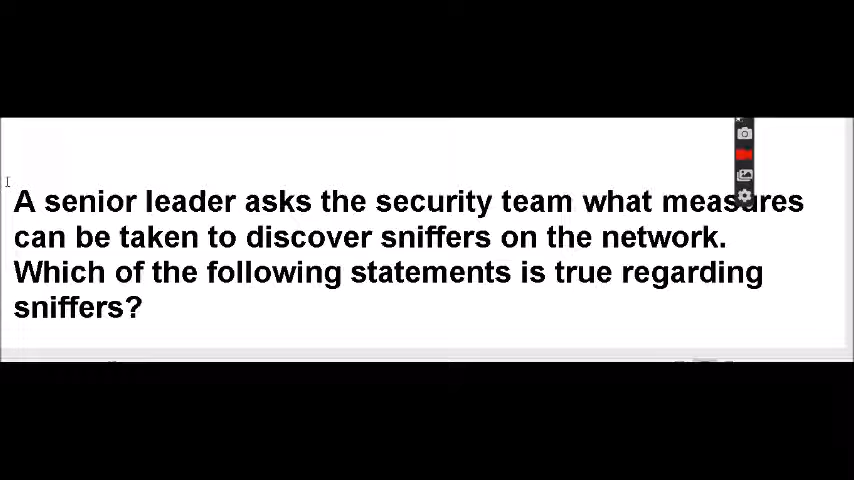 A senior leader asks the security team what measures
can be taken to discover sniffers on the network.
Which of the following statements is true regarding
sniffers?